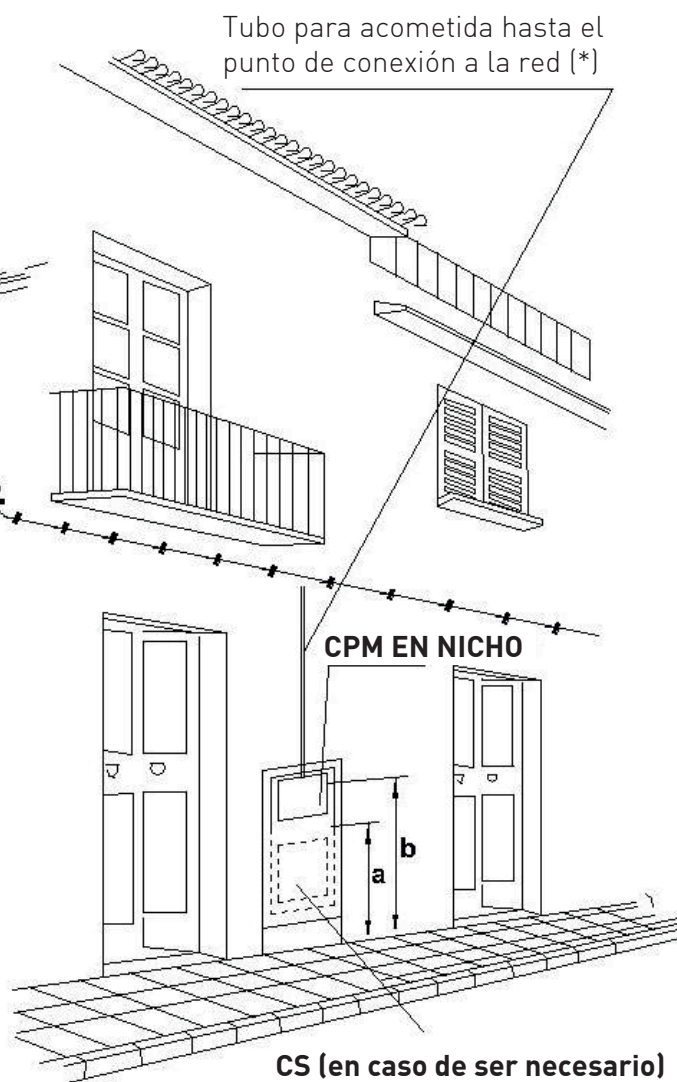 Tubo para acometida hasta el
punto de conexión a la red (*)
CPM EN NICHO
b
a
CS (en caso de ser necesario)